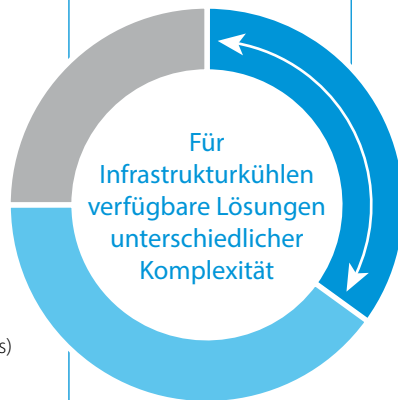 Für
Infrastrukturkühlen
verfügbare Lösungen
unterschiedlicher
Komplexität
s)